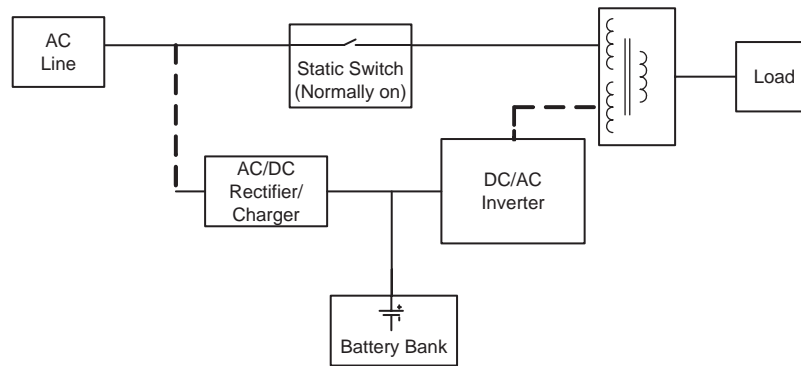 AC
Line
Static Switch
(Normally on)
Load
AC/DC
Rectifier/
Charger
DC/AC
Inverter
Battery Bank